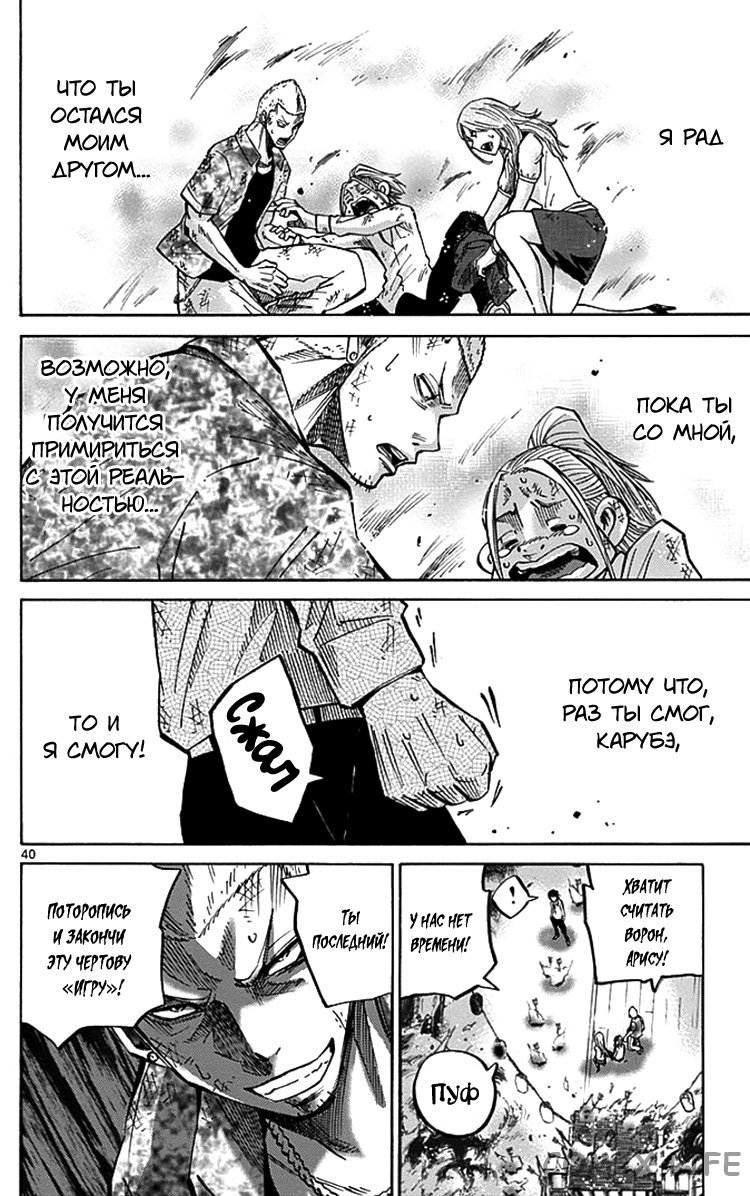 Я РАД
ЧТО ТЫ
ОСТАЛСЯ
МОИМ
ДРУГОМ...
ПОКА ТЫ
СО МНОЙ,
ВОЗМОЖНО,
У МЕНЯ
ПОЛУЧИТСЯ
ПРИМИРИТЬСЯ
С ЭТОЙ РЕАЛЬ-
НОСТЬЮ...
ПОТОМУ ЧТО,
РАЗ ТЫ СМОГ,
КАРУБЭ,
Сжал
ТО И
Я СМОГУ!
40
ХВАТИТ
СЧИТАТЬ
ВОРОН,
АРИСУ!
!
У НАС НЕТ
ВРЕМЕНИ!
ПУФ
ТЫ
ПОСЛЕДНИЙ!
ПОТОРОПИСЬ
И ЗАКОНЧИ
ЭТУ ЧЕРТОВУ
«ИГРУ»!